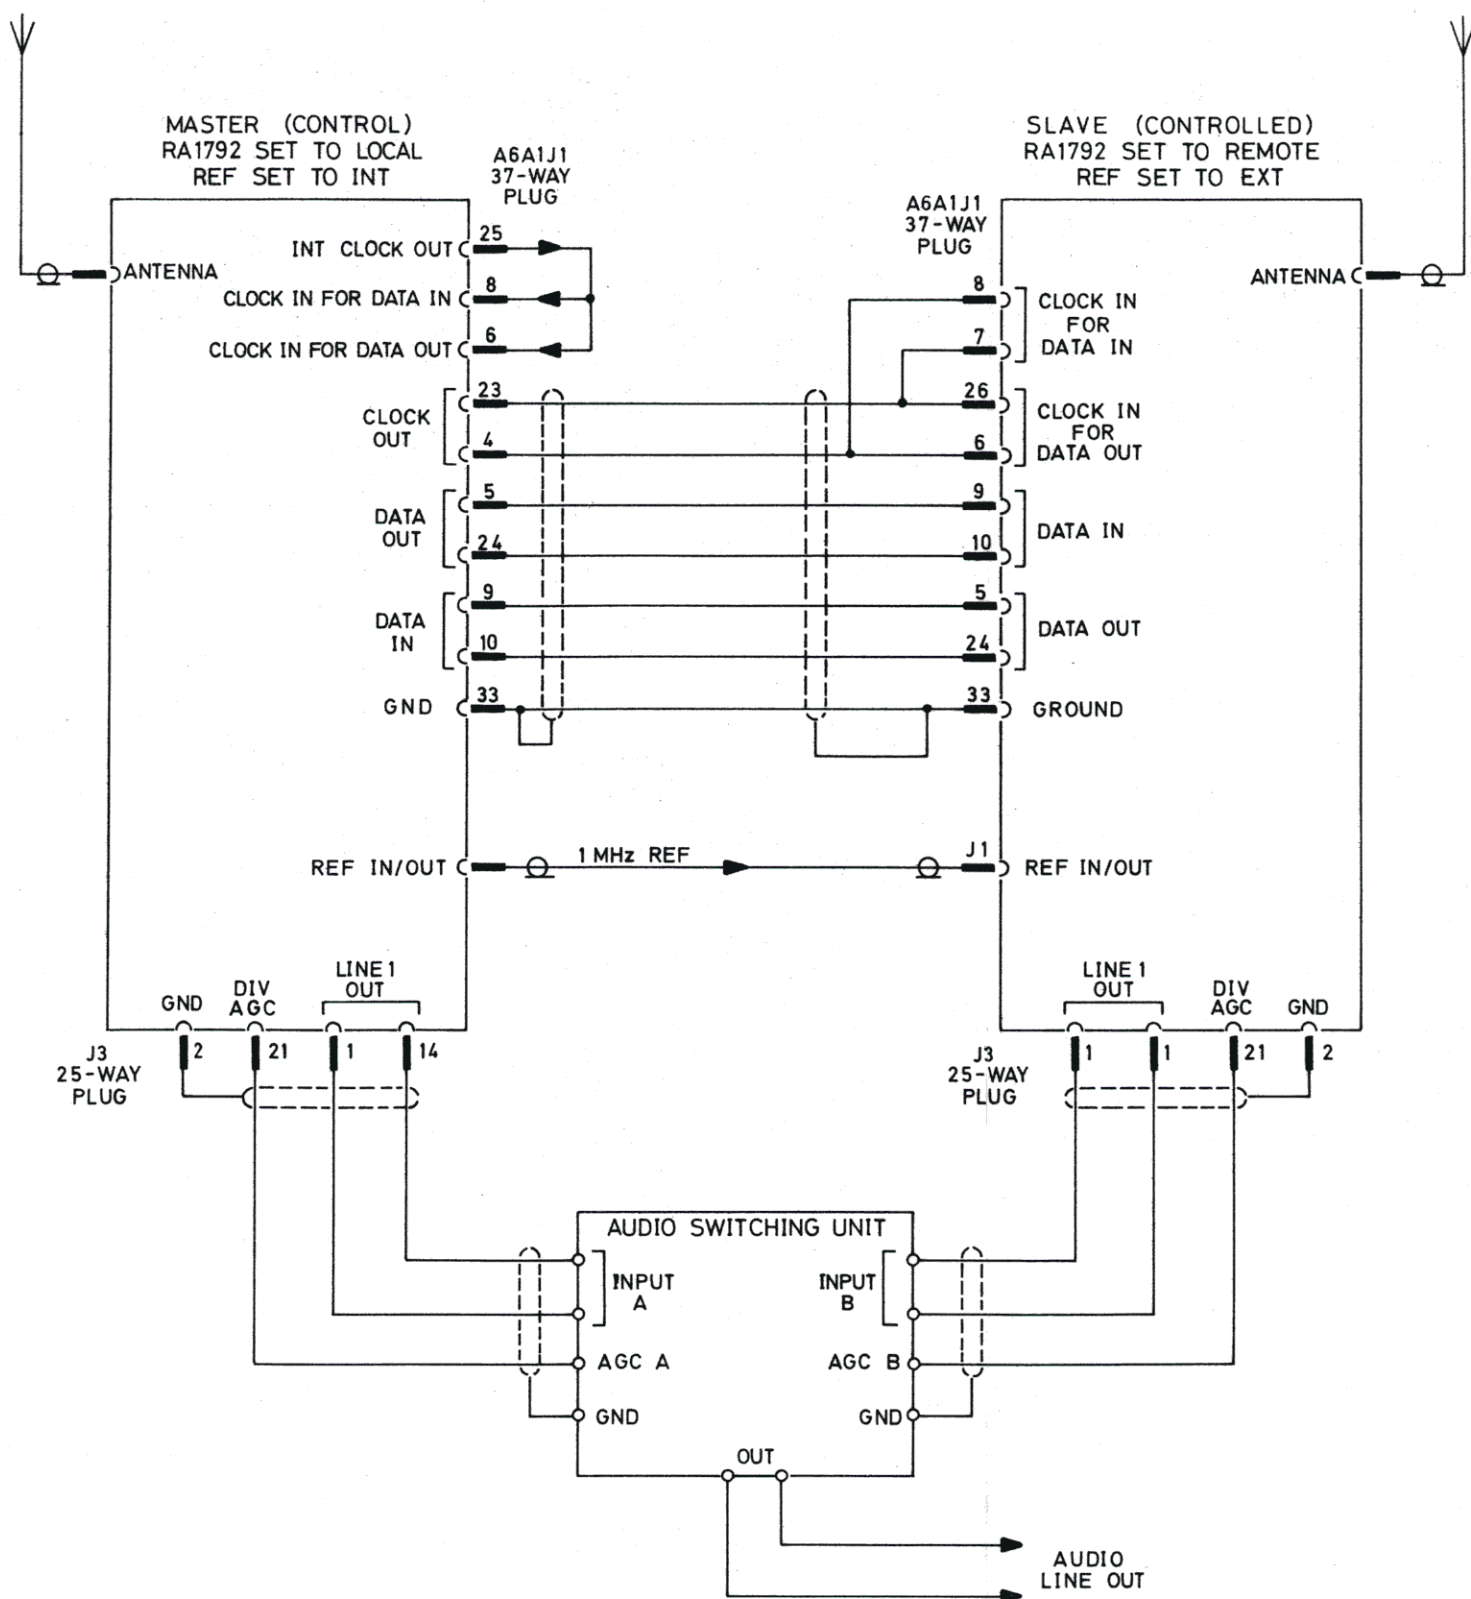 MASTER (CONTROL)
RA1792 SET TO LOCAL
REF SET TO INT
A6A1J1
37-WAY
PLUG
SLAVE (CONTROLLED)
RA1792 SET TO REMOTE
REF SET TO EXT
A6A1J1
37-WAY
PLUG
ANTENNA
INT CLOCK OUT
25
CLOCK IN FOR DATA IN
8
CLOCK IN FOR DATA OUT
6
CLOCK
OUT
23
4
DATA
OUT
5
24
DATA
IN
9
10
GND
33
ANTENNA
8
7
CLOCK IN
FOR
DATA IN
26
6
CLOCK IN
FOR
DATA OUT
9
10
DATA IN
5
24
DATA OUT
33
GROUND
REF IN/OUT
1MHz REF
J1
REF IN/OUT
GND
DIV
AGC
LINE 1
OUT
J3
25-WAY
PLUG
2
21
1
14
LINE 1
OUT
DIV
AGC
GND
J3
25-WAY
PLUG
1
1
21
2
AUDIO SWITCHING UNIT
INPUT
A
INPUT
B
AGC A
AGC B
GND
GND
OUT
AUDIO
LINE OUT